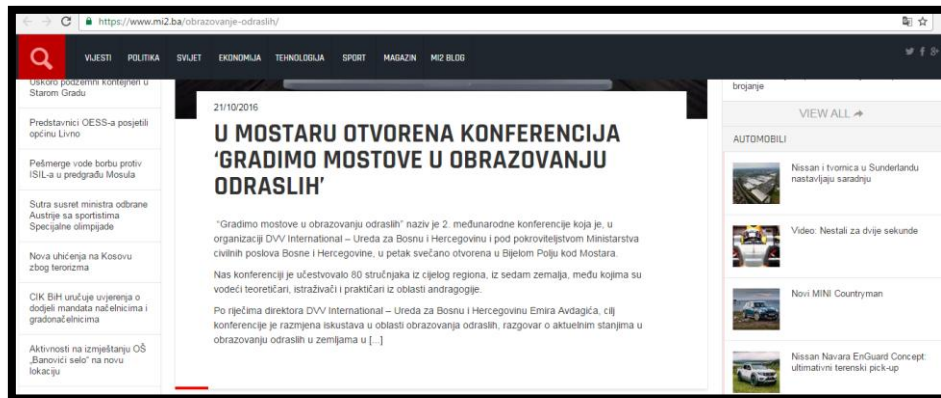 https://www.mi2.ba/obrazovanje-odraslih/
VIJESTI POLITIKA SVIJET EKONOMIJA TEHNOLOGIJA SPORT MAGAZIN MI2 BLOG
Uskoro podzemni kontejneri u
Starom Gradu
Predstavnici OESS-a posjetili
općinu Livno
Pešmerge vode borbu protiv
ISIL-a u predgrađu Mosula
Sutra susret ministra odbrane
Austrije sa sportistima
Specijalne olimpijade
Nova uhićenja na Kosovu
zbog terorizma
CIK BiH uručuje uvjerenja o
dodjeli mandata načelnicima i
gradonačelnicima
Aktivnosti na izmještanju OŠ
„Banovići selo” na novu
lokaciju
21/10/2016
U MOSTARU OTVORENA KONFERENCIJA
‘GRADIMO MOSTOVE U OBRAZOVANJU
ODRASLIH’
“Gradimo mostove u obrazovanju odraslih” naziv je 2. međunarodne konferencije koja je, u
organizaciji DVV International – Ureda za Bosnu i Hercegovinu i pod pokroviteljstvom Ministarstva
civilnih poslova Bosne i Hercegovine, u petak svečano otvorena u Bijelom Polju kod Mostara.
Nas konferenciji je učestvovalo 80 stručnjaka iz cijelog regiona, iz sedam zemalja, među kojima su
vodeći teoretičari, istraživači i praktičari iz oblasti andragogije.
Po riječima direktora DVV International – Ureda za Bosnu i Hercegovinu Emira Avdagića, cilj
konferencije je razmjena iskustava u oblasti obrazovanja odraslih, razgovor o aktuelnim stanjima u
obrazovanju odraslih u zemljama u [...]
brojanje
VIEW ALL
AUTOMOBILI
Nissan i tvornica u Sunderlandu
nastavljaju saradnju
Video: Nestali za dvije sekunde
Novi MINI Countryman
Nissan Navara EnGuard Concept:
ultimativni terenski pick-up